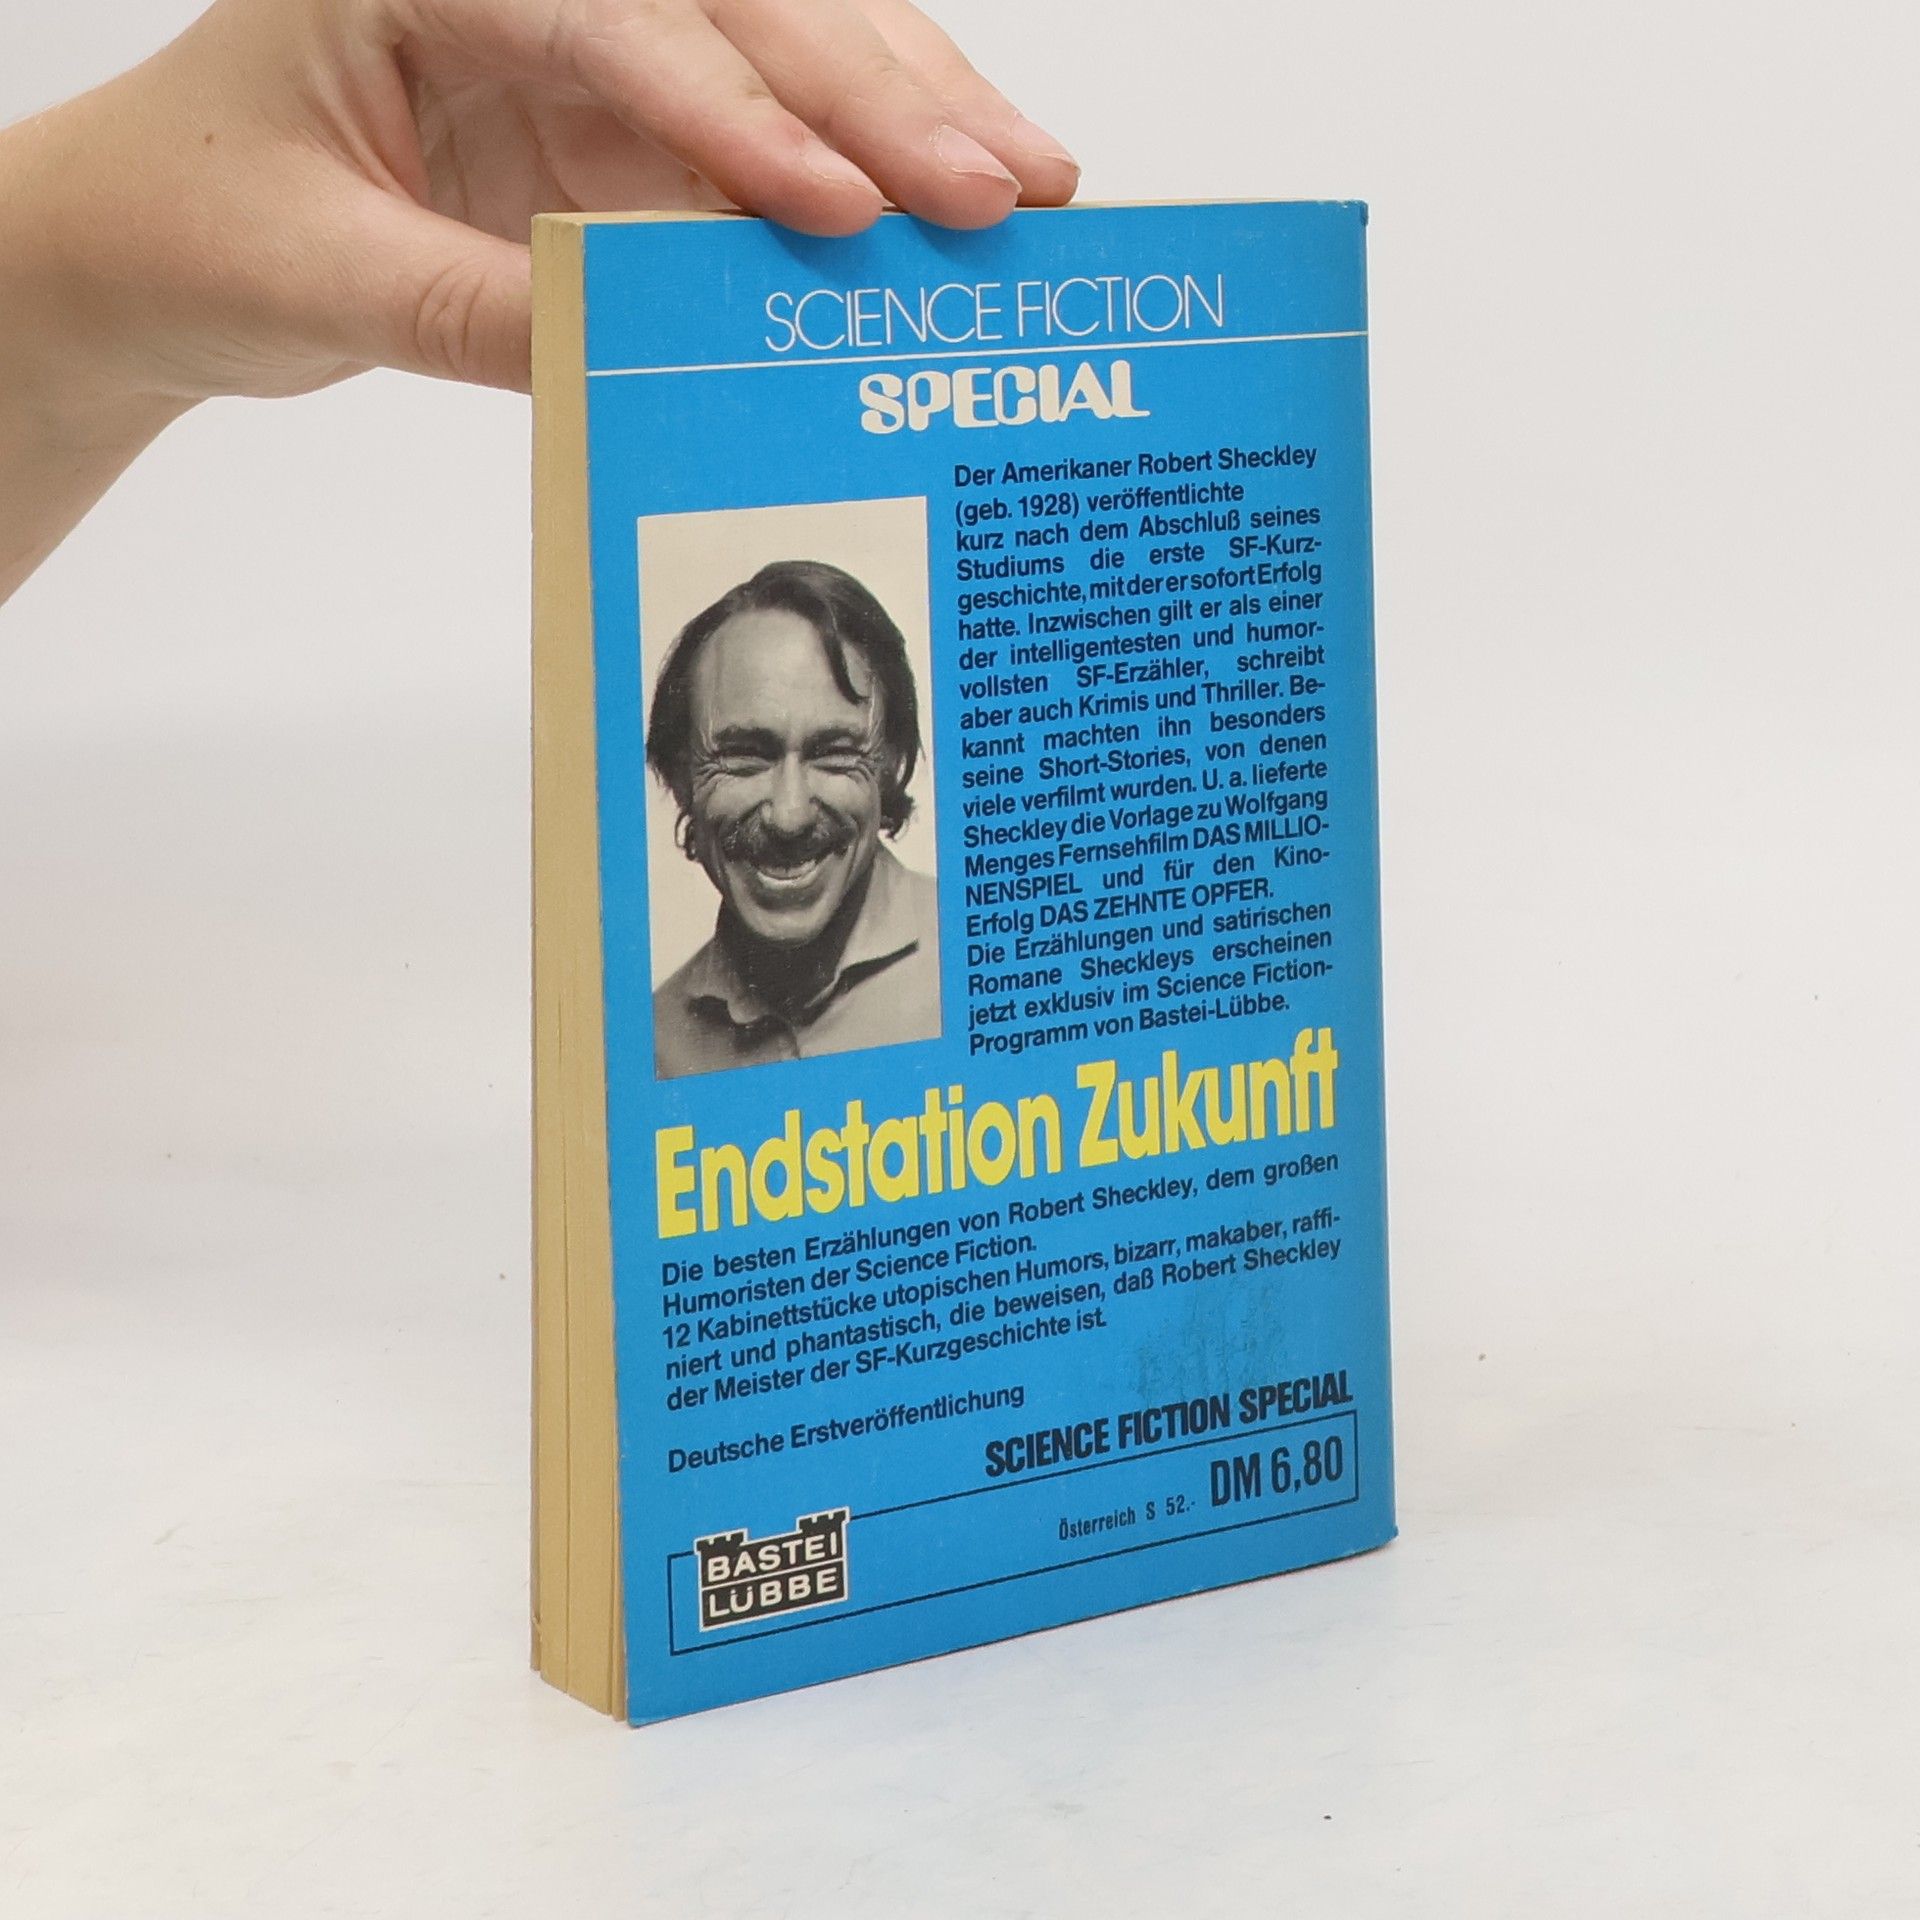 SCIENCE FICTION
SPECIAL
Der Amerikaner Robert Sheckley
(geb. 1928) veröffentlichte
kurz nach dem Abschluß seines
Studiums die erste SF-Kurz-
geschichte, mit der er sofort Erfolg
hatte. Inzwischen gilt er als einer
der intelligentesten und humor-
vollsten SF-Erzähler, schreibt
aber auch Krimis und Thriller. Be-
kannt machten ihn besonders
seine Short-Stories, von denen
viele verfilmt wurden. U. a. lieferte
Sheckley die Vorlage zu Wolfgang
Menges Fernsehfilm DAS MILLIO-
NENSPIEL und für den Kino-
Erfolg DAS ZEHNTE OPFER.
Die Erzählungen und satirischen
Romane Sheckleys erscheinen
jetzt exklusiv im Science Fiction-
Programm von Bastei-Lübbe.
Endstation Zukunft
Die besten Erzählungen von Robert Sheckley, dem großen
Humoristen der Science Fiction.
12 Kabinettstücke utopischen Humors, bizarr, makaber, raffi-
niert und phantastisch, die beweisen, daß Robert Sheckley
der Meister der SF-Kurzgeschichte ist.
Deutsche Erstveröffentlichung
SCIENCE FICTION SPECIAL
Österreich S 52.- DM 6,80
BASTEI
LÜBBE